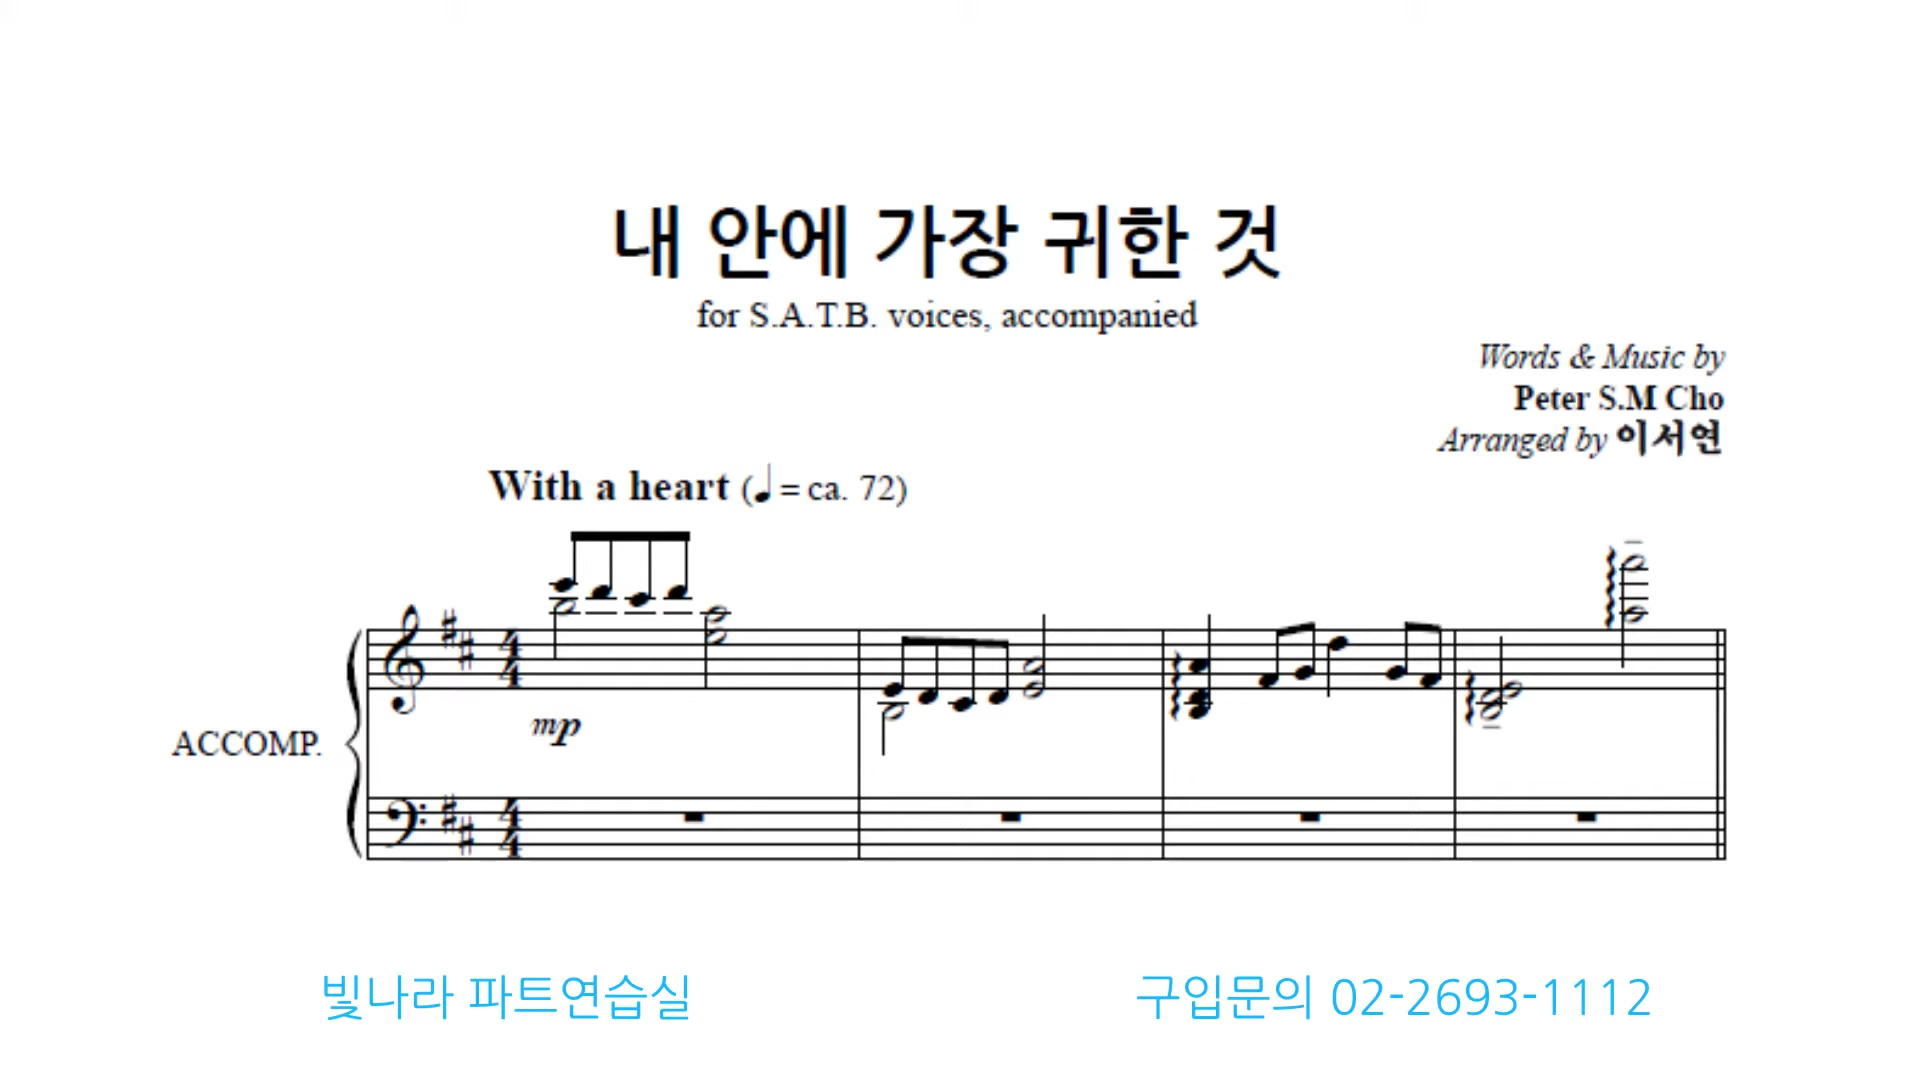 내 안에 가장 귀한 것
for S.A.T.B. voices, accompanied
Words & Music by
Peter S.M Cho
Arranged by 이서연
With a heart (♩ = ca. 72)
mp
ACCOMP.
빛나라 파트연습실
구입문의 02-2693-1112